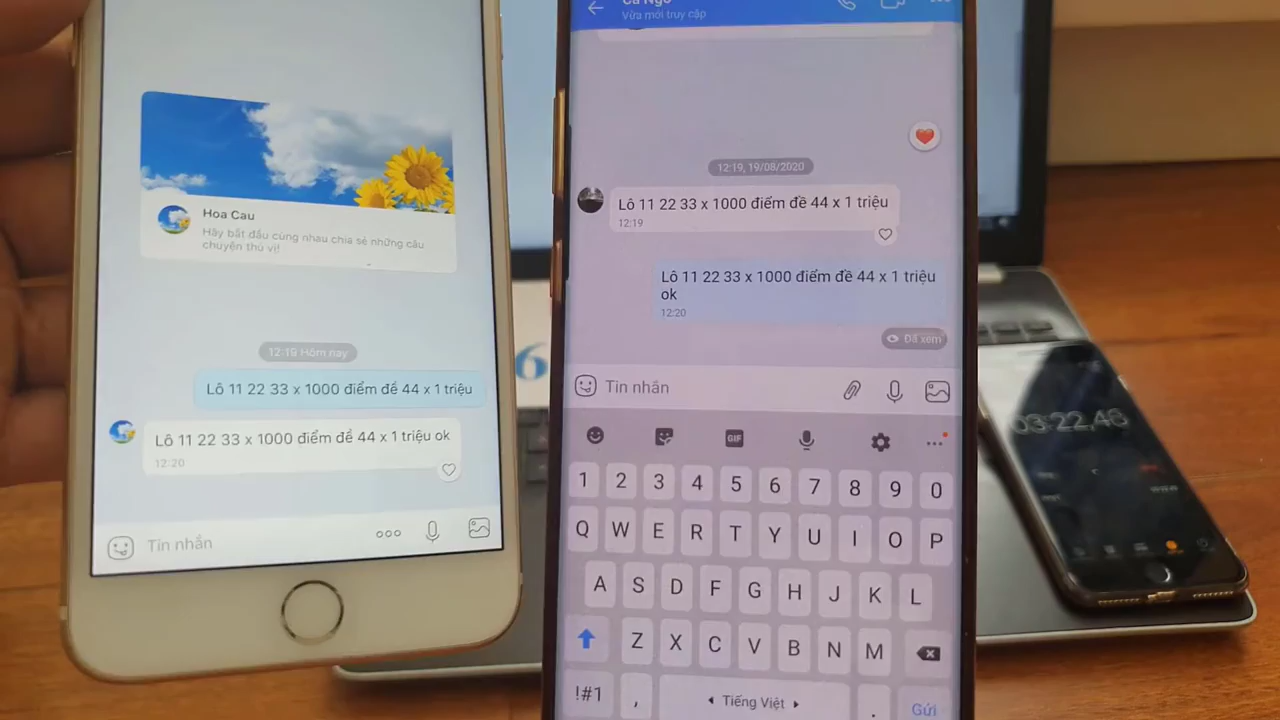 Hoa Cau
Hãy bắt đầu cùng nhau chia sẻ những câu
chuyện thú vị!
12:19 Hôm nay
Lô 11 22 33 x 1000 điểm đề 44 x 1 triệu
Lô 11 22 33 x 1000 điểm đề 44 x 1 triệu ok
12:20
Tin nhắn
Vừa mới truy cập
12:19, 19/08/2020
Lô 11 22 33 x 1000 điểm đề 44 x 1 triệu
12:19
Lô 11 22 33 x 1000 điểm đề 44 x 1 triệu
ok
12:20
Đã xem
Tin nhắn
GIF
1 2 3 4 5 6 7 8 9 0
Q W E R T Y U I O P
A S D F G H J K L
Z X C V B N M
!#1 , Tiếng Việt .
Gửi
6
03:22,46